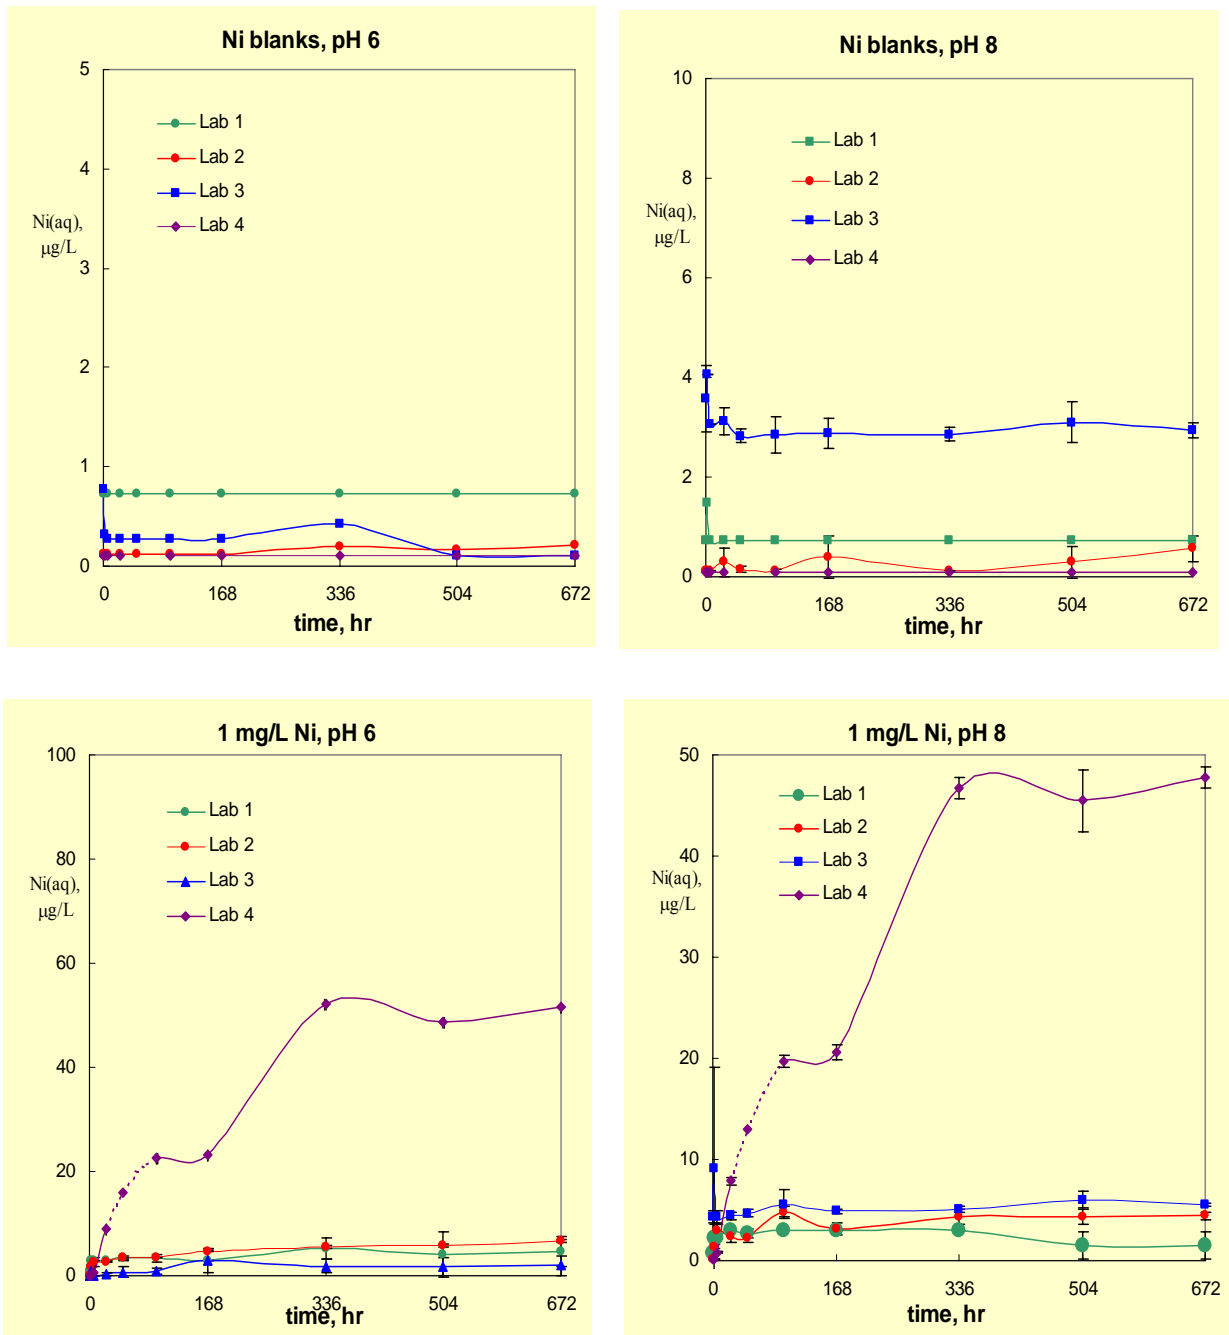 Ni blanks, pH 6
5
4
3
2
1
0
Ni(aq),
µg/L
Lab 1
Lab 2
Lab 3
Lab 4
0 168 336 504 672
time, hr
Ni blanks, pH 8
10
8
6
4
2
0
Ni(aq),
µg/L
Lab 1
Lab 2
Lab 3
Lab 4
0 168 336 504 672
time, hr
1 mg/L Ni, pH 6
100
80
60
40
20
0
Ni(aq),
µg/L
Lab 1
Lab 2
Lab 3
Lab 4
0 168 336 504 672
time, hr
1 mg/L Ni, pH 8
50
40
30
20
10
0
Ni(aq),
µg/L
Lab 1
Lab 2
Lab 3
Lab 4
0 168 336 504 672
time, hr